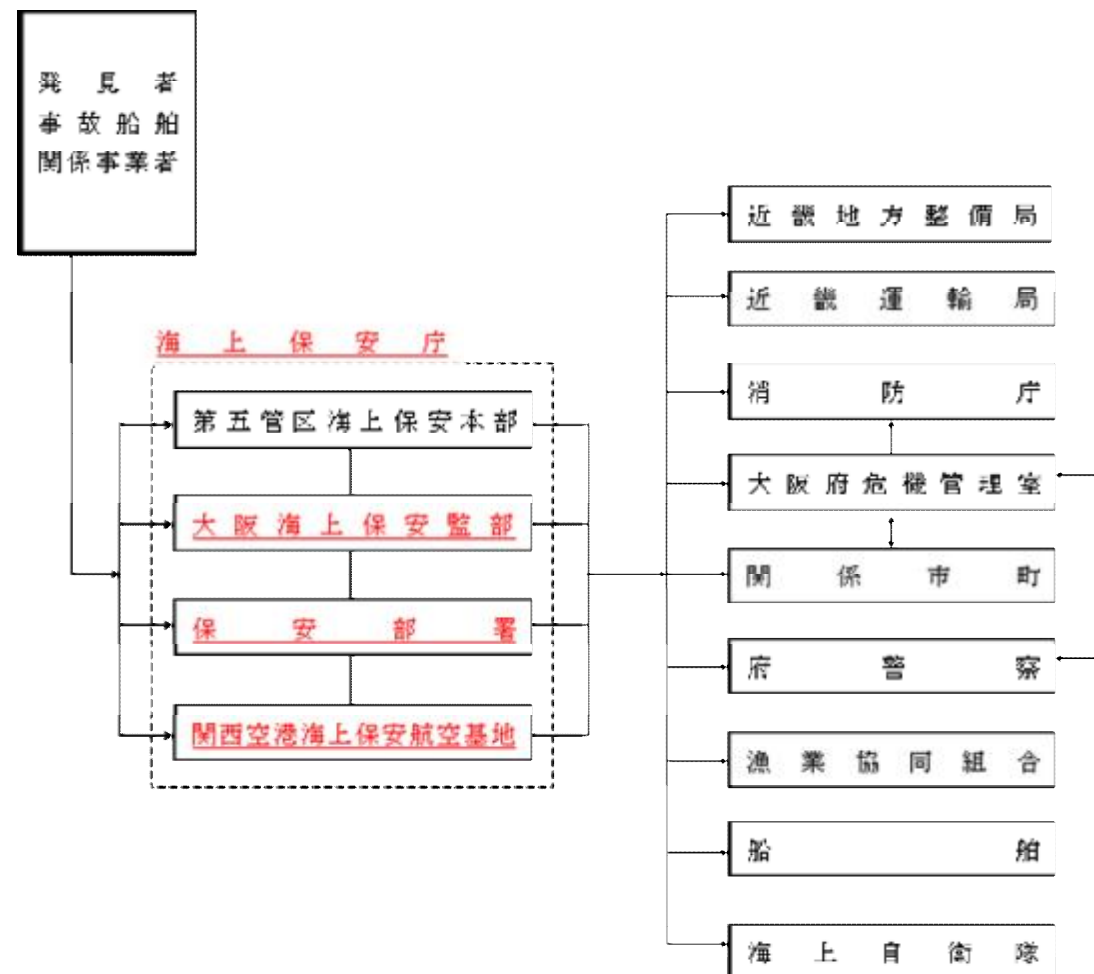 発見者
事故船舶
関係事業者
海上保安庁
第五管区海上保安本部
大阪海上保安監部
保安部署
関西空港海上保安航空基地
近畿地方整備局
近畿運輸局
消防庁
大阪府危機管理室
関係市町
府警察
漁業協同組合
船舶
海上自衛隊